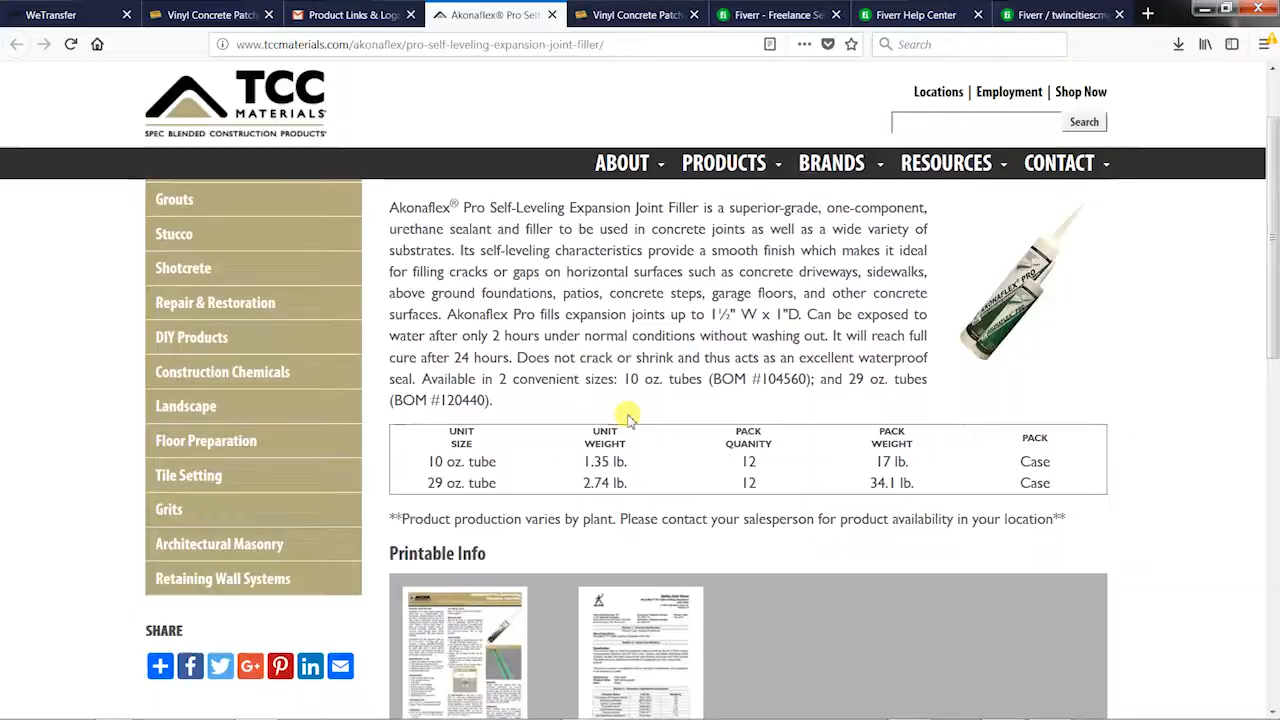 WeTransfer
Vinyl Concrete Patch
Product Links & L
Akonaflex® Pro Sel
Vinyl Concrete Patch
Fiverr - Freelanc
Fiverr Help Center
Fiverr / twincitiescme
www.tccmaterials.com/akonaflex/pro-self-leveling-expansion-joint-filler/
Search
TCC
MATERIALS
SPEC BLENDED CONSTRUCTION PRODUCTS
Locations | Employment | Shop Now
Search
ABOUT PRODUCTS BRANDS RESOURCES CONTACT
Grouts
Stucco
Shotcrete
Repair & Restoration
DIY Products
Construction Chemicals
Landscape
Floor Preparation
Tile Setting
Grits
Architectural Masonry
Retaining Wall Systems
SHARE
Akonaflex® Pro Self-Leveling Expansion Joint Filler is a superior-grade, one-component,
urethane sealant and filler to be used in concrete joints as well as a wide variety of
substrates. Its self-leveling characteristics provide a smooth finish which makes it ideal
for filling cracks or gaps on horizontal surfaces such as concrete driveways, sidewalks,
above ground foundations, patios, concrete steps, garage floors, and other concrete
surfaces. Akonaflex Pro fills expansion joints up to 1½" W x 1"D. Can be exposed to
water after only 2 hours under normal conditions without washing out. It will reach full
cure after 24 hours. Does not crack or shrink and thus acts as an excellent waterproof
seal. Available in 2 convenient sizes: 10 oz. tubes (BOM #104560); and 29 oz. tubes
(BOM #120440).
AKONAFLEX PRO
UNIT SIZE UNIT WEIGHT PACK QUANITY PACK WEIGHT PACK
10 oz. tube 1.35 lb. 12 17 lb. Case
29 oz. tube 2.74 lb. 12 34.1 lb. Case
**Product production varies by plant. Please contact your salesperson for product availability in your location**
Printable Info